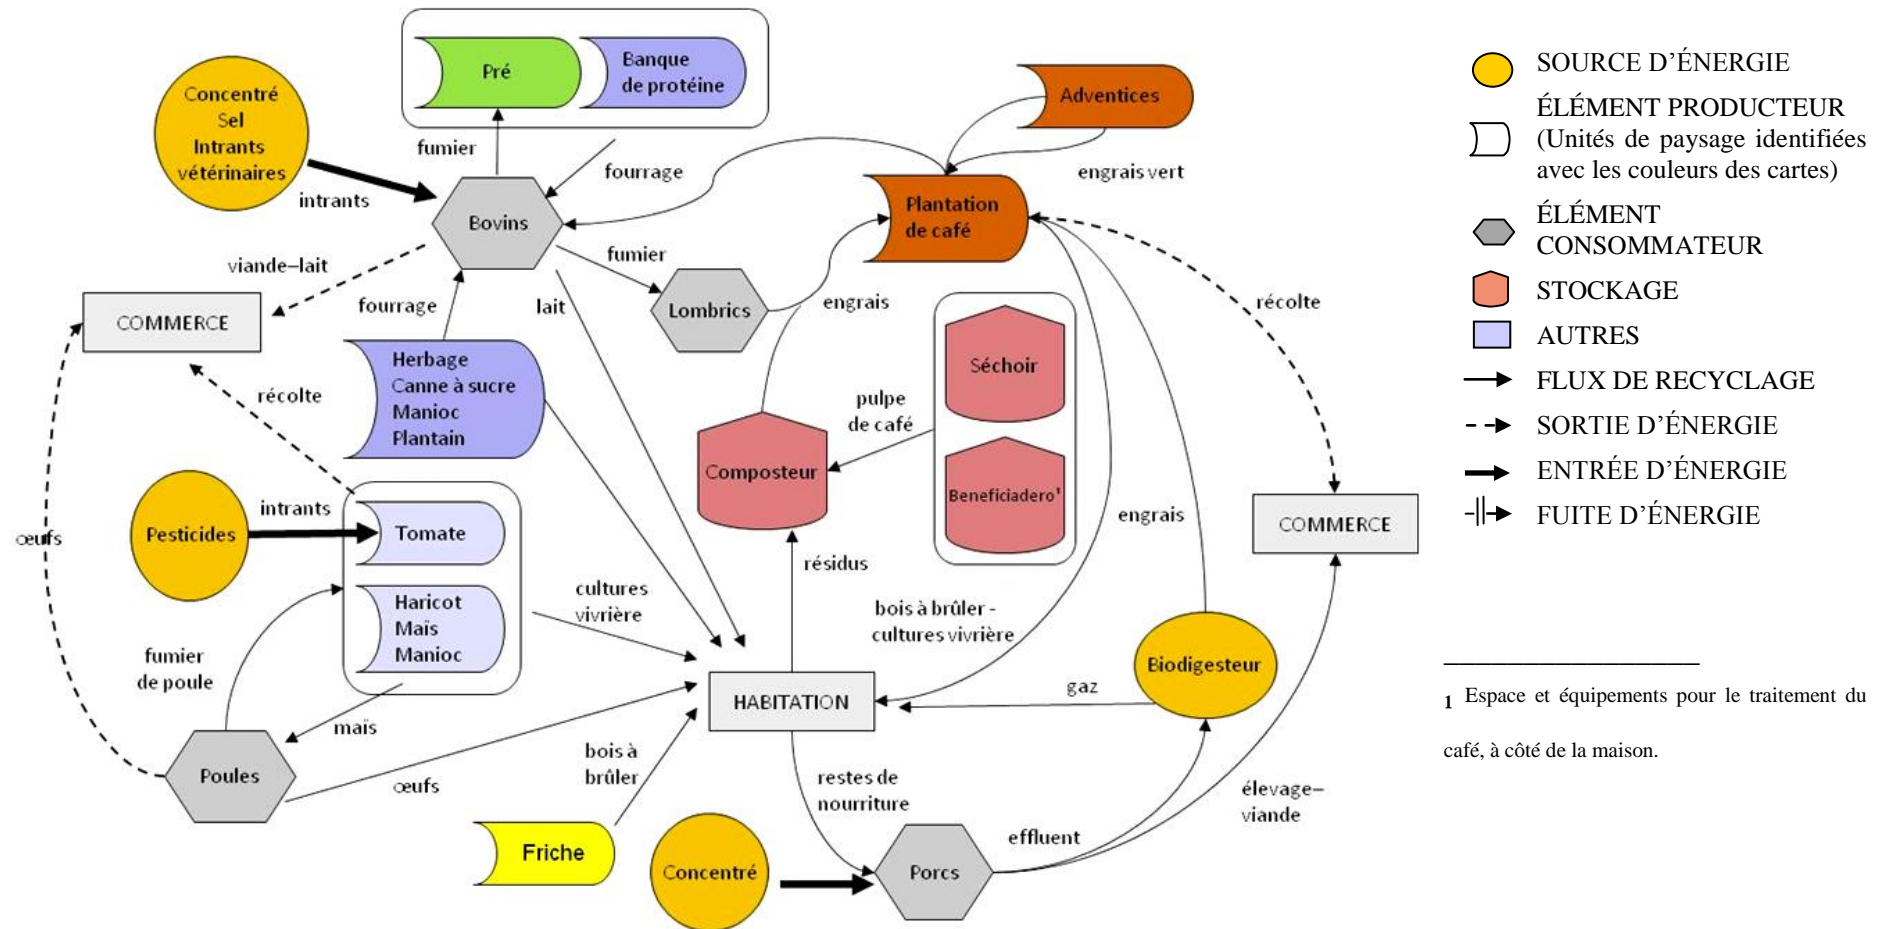 Pré
Banque
de protéine
Concentré
Sel
Intrants
vétérinaires
intrants
fumier
fourrage
Bovins
Adventices
engrais vert
Plantation
de café
viande–lait
COMMERCE
fourrage
lait
fumier
Lombrics
engrais
récolte
Herbage
Canne à sucre
Manioc
Plantain
récolte
Séchoir
pulpe
de café
Composteur
Beneficiadero¹
œufs
Pesticides
intrants
Tomate
Haricot
Maïs
Manioc
fumier
de poule
maïs
Poules
œufs
cultures
vivrière
résidus
bois à brûler -
cultures vivrière
engrais
COMMERCE
HABITATION
gaz
Biodigesteur
bois à
brûler
Friche
restes de
nourriture
Concentré
Porcs
effluent
élevage–
viande
SOURCE D'ÉNERGIE
ÉLÉMENT PRODUCTEUR
(Unités de paysage identifiées
avec les couleurs des cartes)
ÉLÉMENT
CONSOMMATEUR
STOCKAGE
AUTRES
FLUX DE RECYCLAGE
SORTIE D'ÉNERGIE
ENTRÉE D'ÉNERGIE
FUITE D'ÉNERGIE
1 Espace et équipements pour le traitement du
café, à côté de la maison.